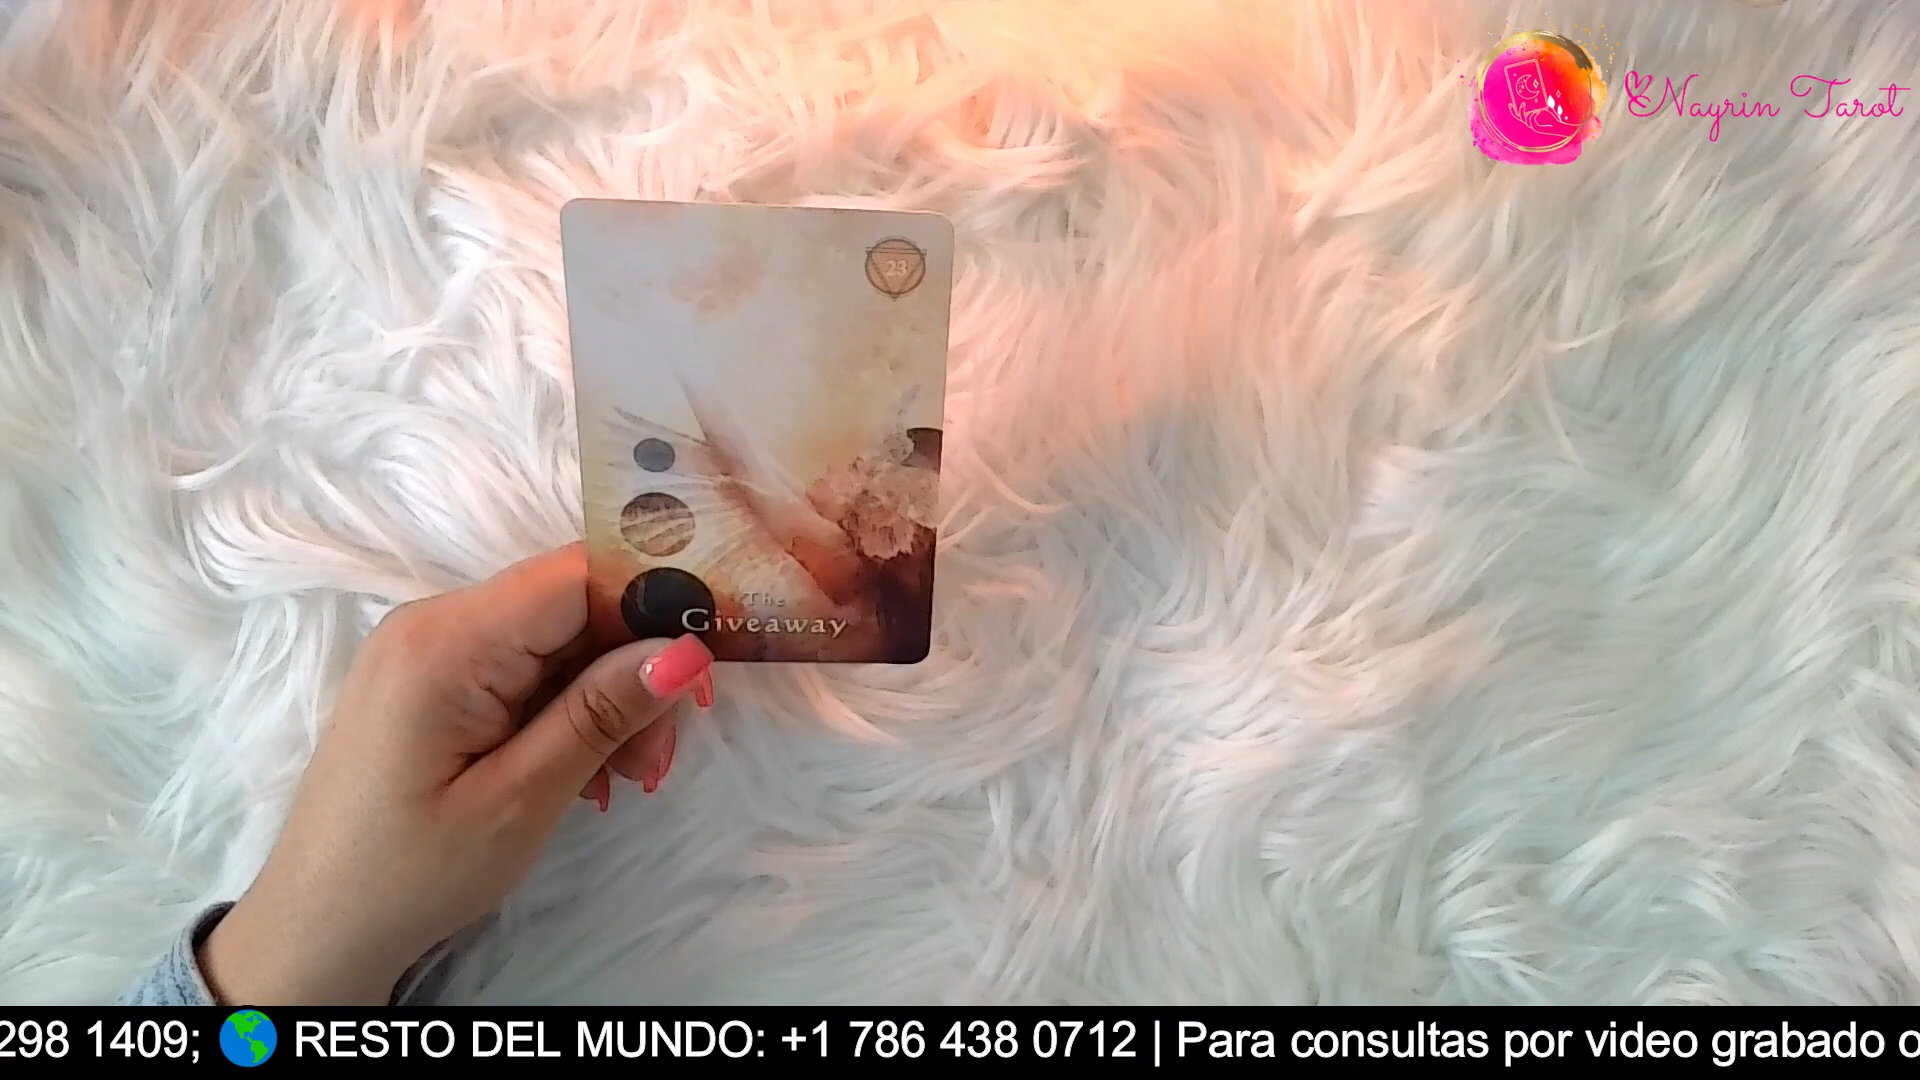 Nayrin Tarot
23
The
Giveaway
298 1409; 🌎 RESTO DEL MUNDO: +1 786 438 0712 | Para consultas por video grabado o